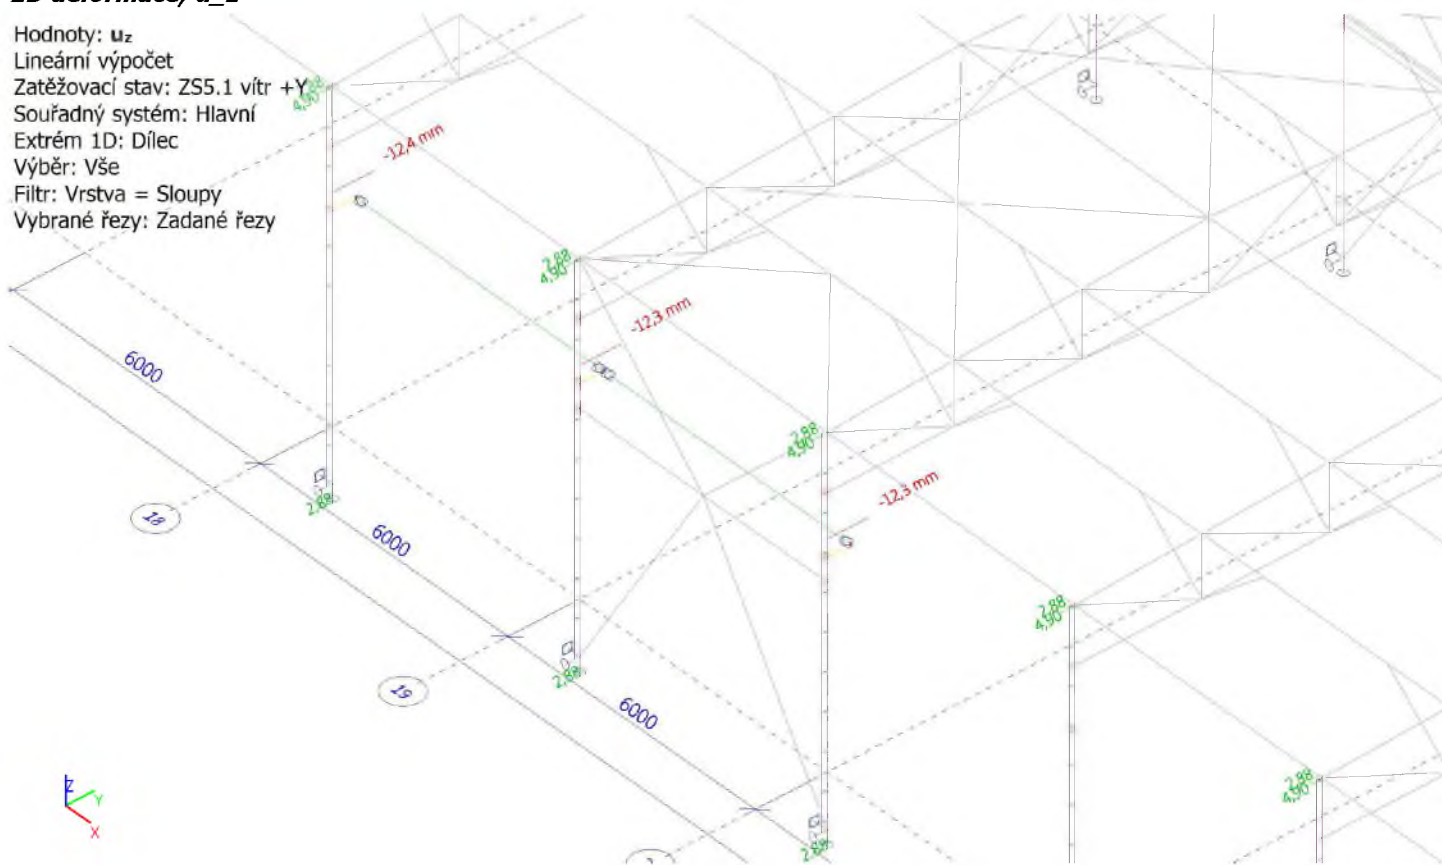 Hodnoty: uz
Lineární výpočet
Zatěžovací stav: ZS5.1 vítr +Y
Souřadný systém: Hlavní
Extrém 1D: Dílec
Výběr: Vše
Filtr: Vrstva = Sloupy
Vybrané řezy: Zadané řezy
4,90
-12,4 mm
2,88
4,90
-12,3 mm
6000
2,88
4,90
-12,3 mm
2,88
18
6000
2,88
4,90
2,88
19
6000
2,88
4,90
Z
Y
X
2,88